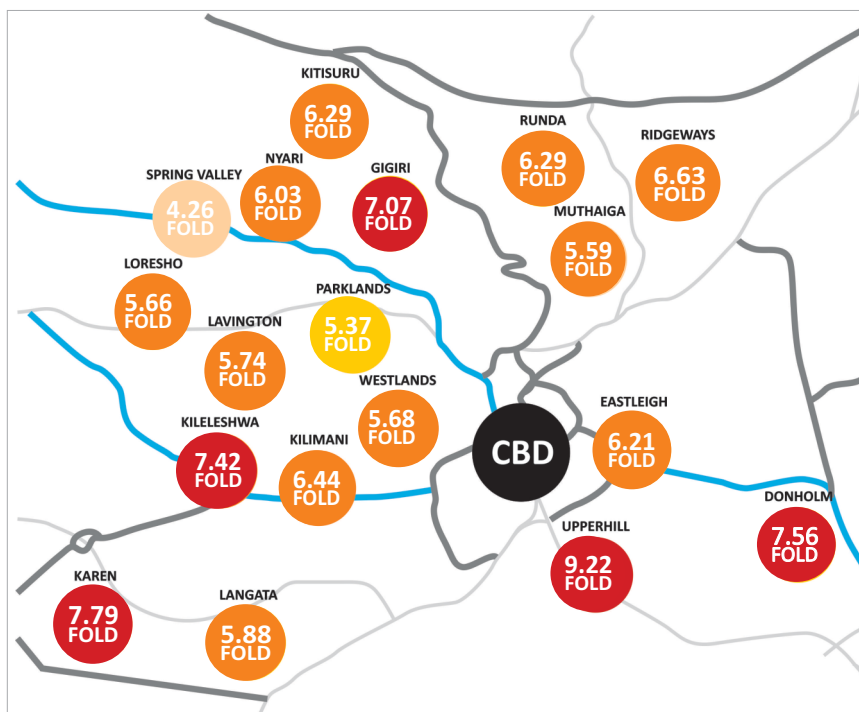 KITISURU
6.29
FOLD
RUNDA
6.29
FOLD
RIDGEWAYS
6.63
FOLD
NYARI
6.03
FOLD
GIGIRI
7.07
FOLD
SPRING VALLEY
4.26
FOLD
MUTHAIGA
5.59
FOLD
LORESHO
5.66
FOLD
PARKLANDS
5.37
FOLD
LAVINGTON
5.74
FOLD
WESTLANDS
5.68
FOLD
EASTLEIGH
6.21
FOLD
KILELESHWA
7.42
FOLD
KILIMANI
6.44
FOLD
CBD
DONHOLM
7.56
FOLD
UPPERHILL
9.22
FOLD
KAREN
7.79
FOLD
LANGATA
5.88
FOLD